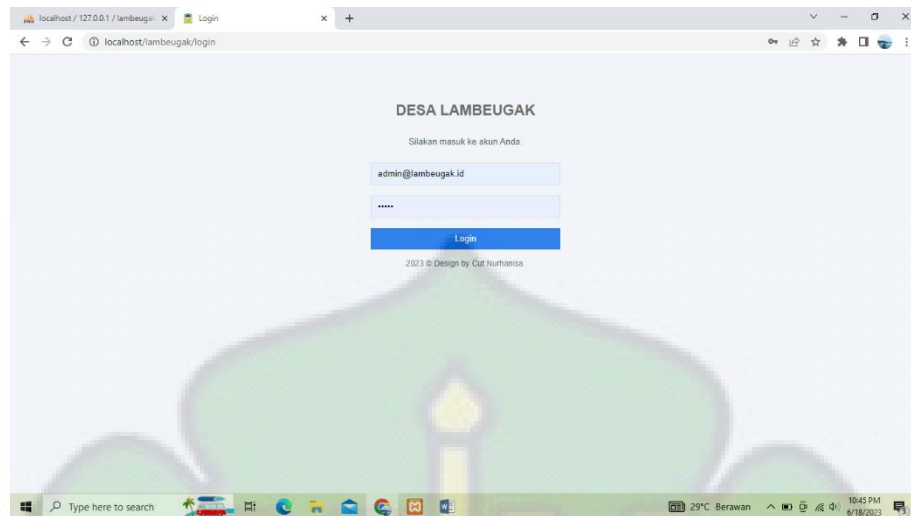 localhost / 127.0.0.1 / lambeugak
Login
localhost/lambeugak/login
DESA LAMBEUGAK
Silakan masuk ke akun Anda.
admin@lambeugak.id
•••••
Login
2023 © Design by Cut Nurhanisa.
Type here to search
29°C Berawan
10:45 PM
6/18/2023